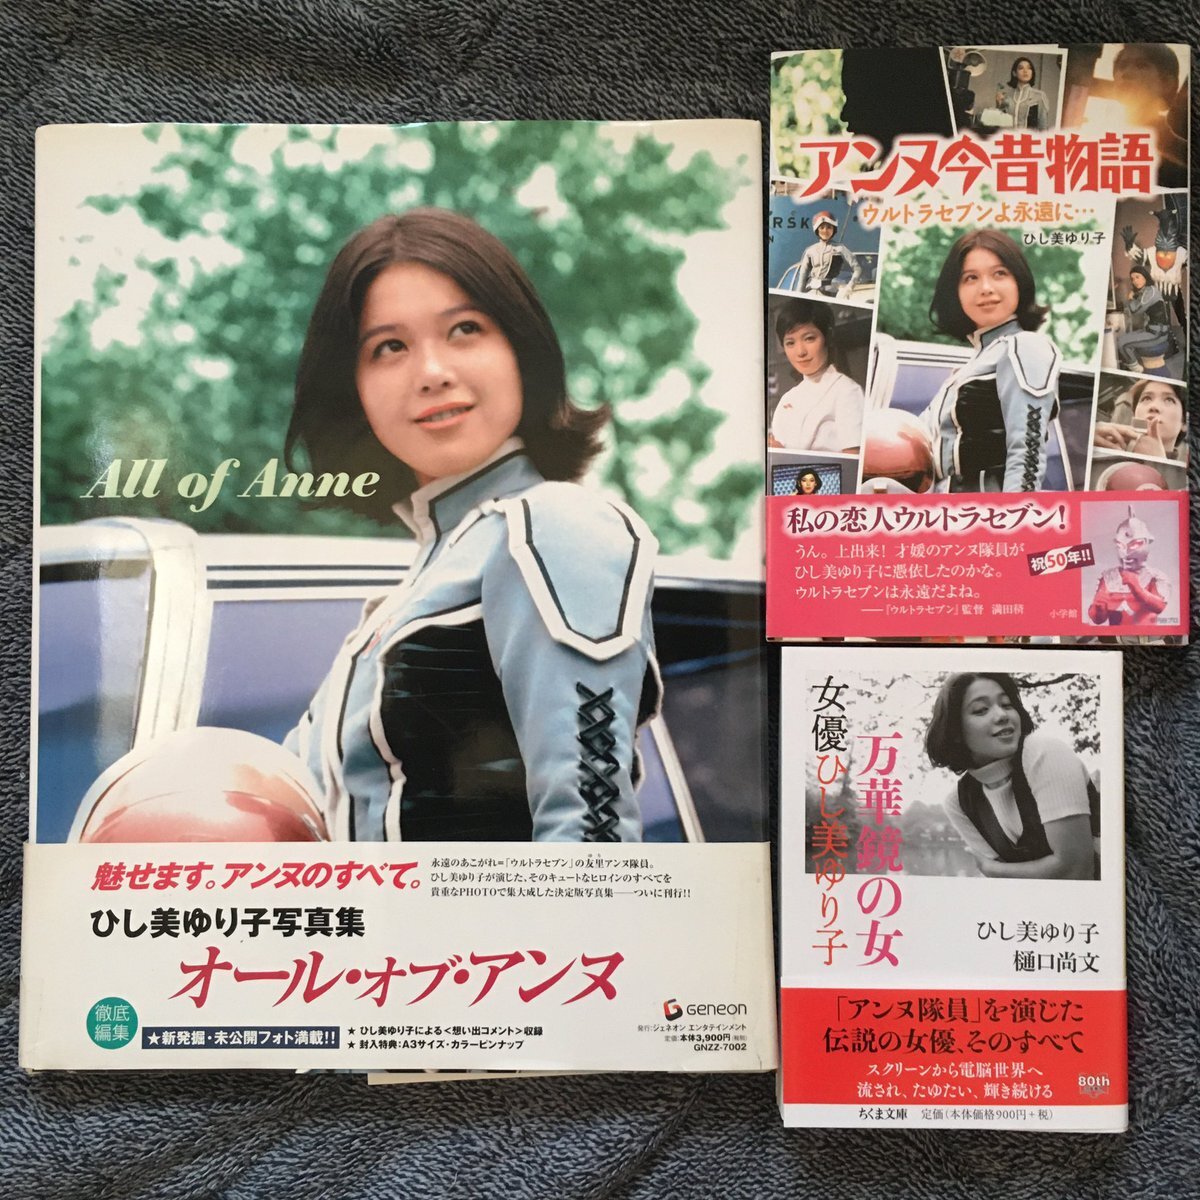 All of Anne
魅せます。アンヌのすべて。
永遠のあこがれ=「ウルトラセブン」の友里アンヌ隊員。
ゆり
ひし美ゆり子が演じた、そのキュートなヒロインのすべてを
貴重なPHOTOで集大成した決定版写真集——ついに刊行!!
ひし美ゆり子写真集
オール・オブ・アンヌ
徹底
編集
★新発掘・未公開フォト満載!!
★ ひし美ゆり子による<想い出コメント>収録
★ 封入特典:A3サイズ・カラーピンナップ
Geneon
発行:ジェネオン エンタテインメント
定価:本体3,900円(税別)
GNZZ-7002
アンヌ今昔物語
ウルトラセブンよ永遠に…
ひし美ゆり子
私の恋人ウルトラセブン!
うん。上出来! 才媛のアンヌ隊員が
ひし美ゆり子に憑依したのかな。
ウルトラセブンは永遠だよね。
——『ウルトラセブン』監督 満田かずほ
祝50年!!
小学館
©円谷プロ
万華鏡の女
女優ひし美ゆり子
ひし美ゆり子
樋口尚文
「アンヌ隊員」を演じた
伝説の女優、そのすべて
スクリーンから電脳世界へ
流され、たゆたい、輝き続ける
80th
ちくま文庫 定価(本体価格900円+税)